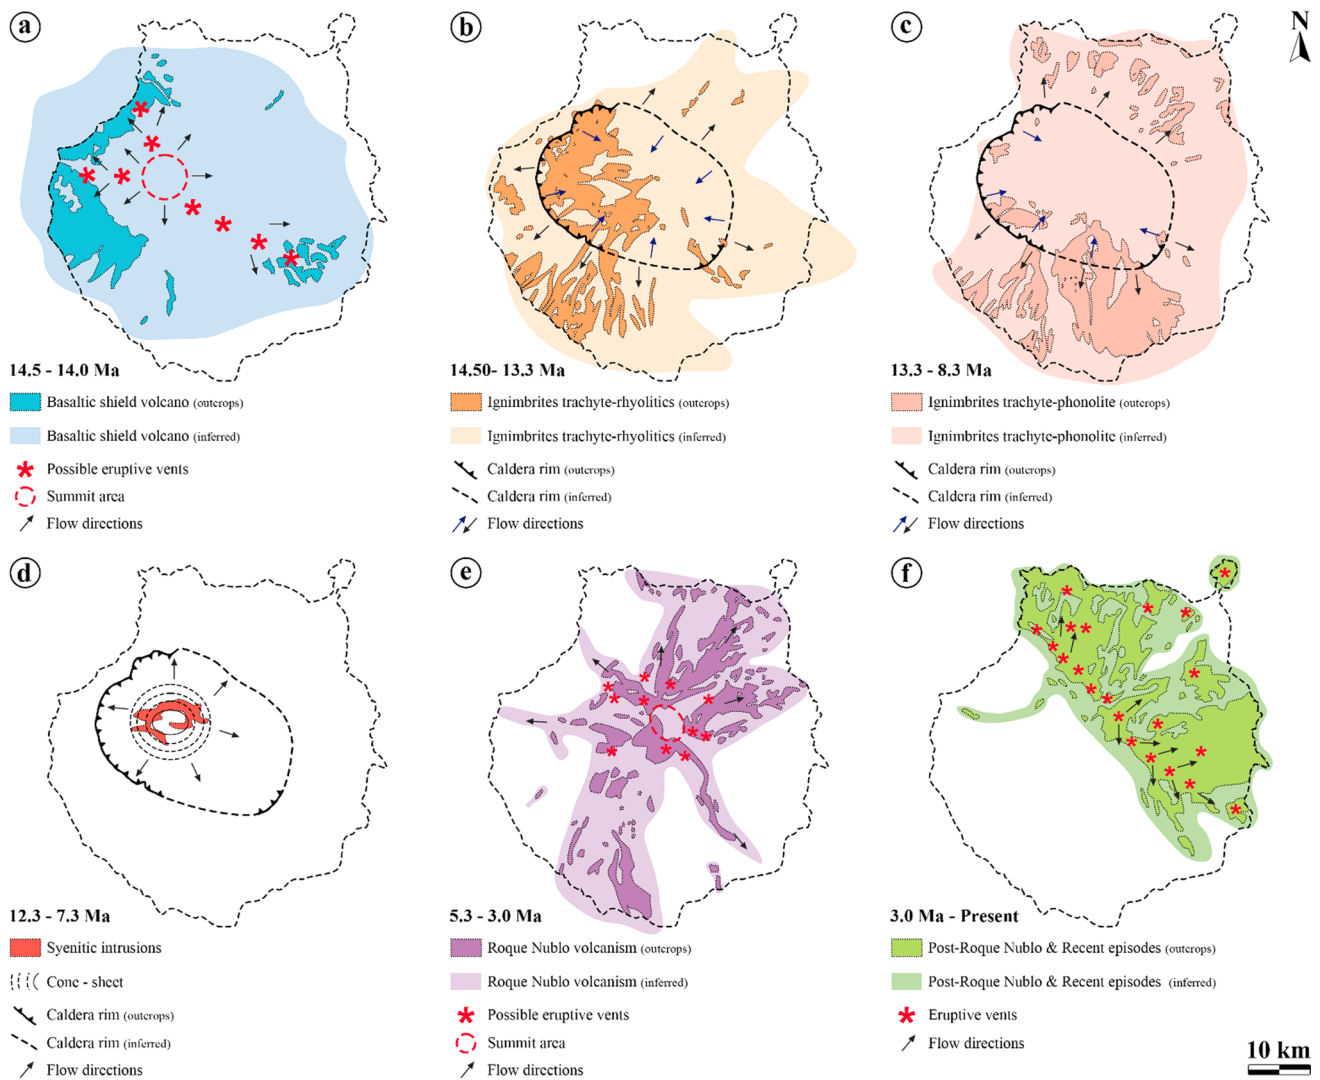 a
b
c
N
14.5 - 14.0 Ma
Basaltic shield volcano (outcrops)
Basaltic shield volcano (inferred)
Possible eruptive vents
Summit area
Flow directions
14.50- 13.3 Ma
Ignimbrites trachyte-rhyolitics (outcrops)
Ignimbrites trachyte-rhyolitics (inferred)
Caldera rim (outcrops)
Caldera rim (inferred)
Flow directions
13.3 - 8.3 Ma
Ignimbrites trachyte-phonolite (outcrops)
Ignimbrites trachyte-phonolite (inferred)
Caldera rim (outcrops)
Caldera rim (inferred)
Flow directions
d
e
f
12.3 - 7.3 Ma
Syenitic intrusions
Cone - sheet
Caldera rim (outcrops)
Caldera rim (inferred)
Flow directions
5.3 - 3.0 Ma
Roque Nublo volcanism (outcrops)
Roque Nublo volcanism (inferred)
Possible eruptive vents
Summit area
Flow directions
3.0 Ma - Present
Post-Roque Nublo & Recent episodes (outcrops)
Post-Roque Nublo & Recent episodes (inferred)
Eruptive vents
Flow directions
10 km